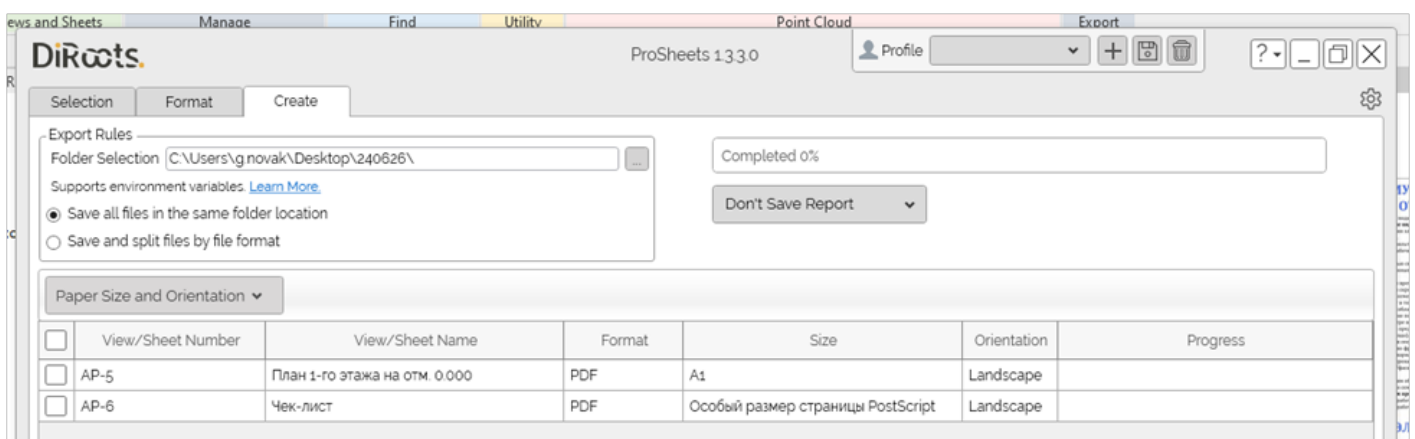 ews and Sheets Manage Find Utility Point Cloud Export
DiRoots. ProSheets 1.3.3.0 Profile
Selection Format Create
Export Rules
Folder Selection C:\Users\g.novak\Desktop\240626\ ... Completed 0%
Supports environment variables. Learn More.
Don't Save Report
Save all files in the same folder location
Save and split files by file format
Paper Size and Orientation
View/Sheet Number View/Sheet Name Format Size Orientation Progress
АР-5 План 1-го этажа на отм. 0.000 PDF A1 Landscape
АР-6 Чек-лист PDF Особый размер страницы PostScript Landscape